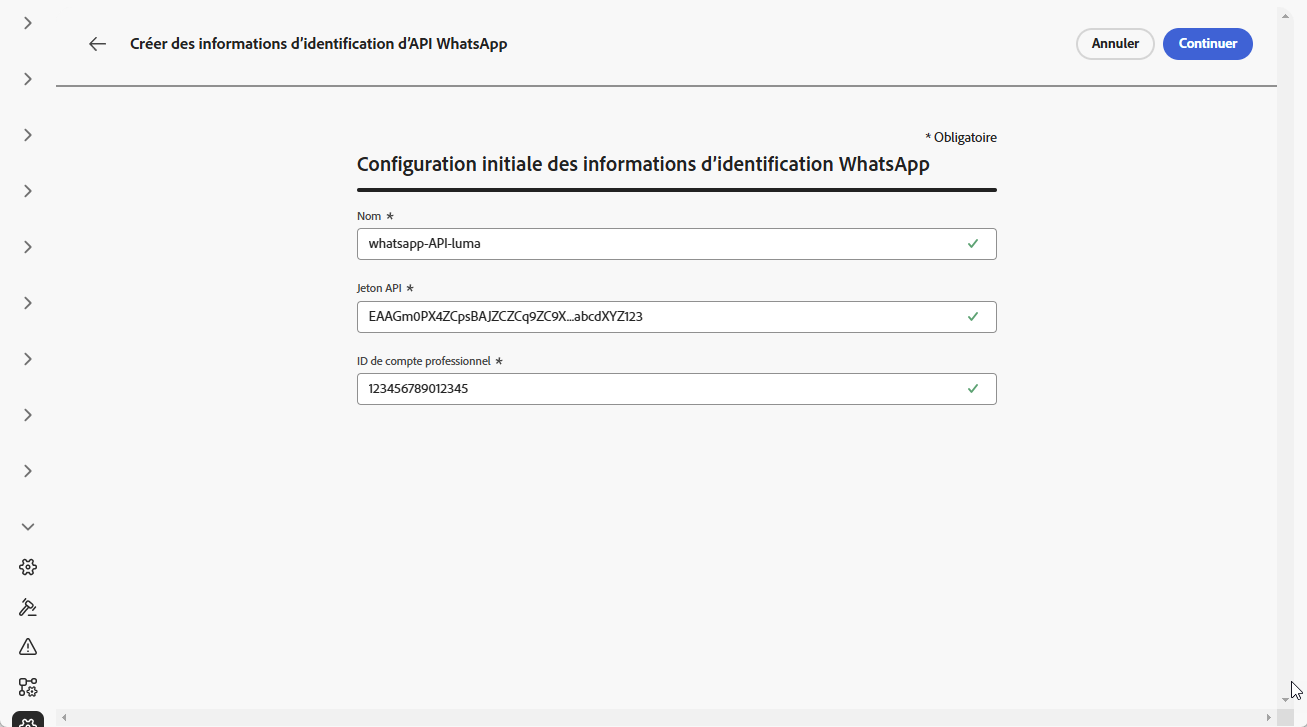 Créer des informations d’identification d’API WhatsApp
Annuler
Continuer
* Obligatoire
Configuration initiale des informations d’identification WhatsApp
Nom *
whatsapp-API-luma
Jeton API *
EAAGm0PX4ZCpsBAJZCZCq9ZC9X...abcdXYZ123
ID de compte professionnel *
123456789012345